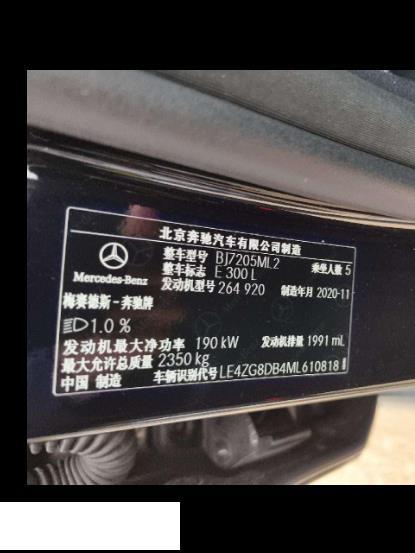 北京奔驰汽车有限公司制造
整车型号 BJ7205ML2 乘坐人数 5
整车标志 E 300 L
发动机型号 264 920 制造年月 2020-11
Mercedes-Benz
梅赛德斯-奔驰牌
1.0 %
发动机最大净功率 190 kW 发动机排量 1991 mL
最大允许总质量 2350 kg
中国 制造 车辆识别代号 LE4ZG8DB4ML610818